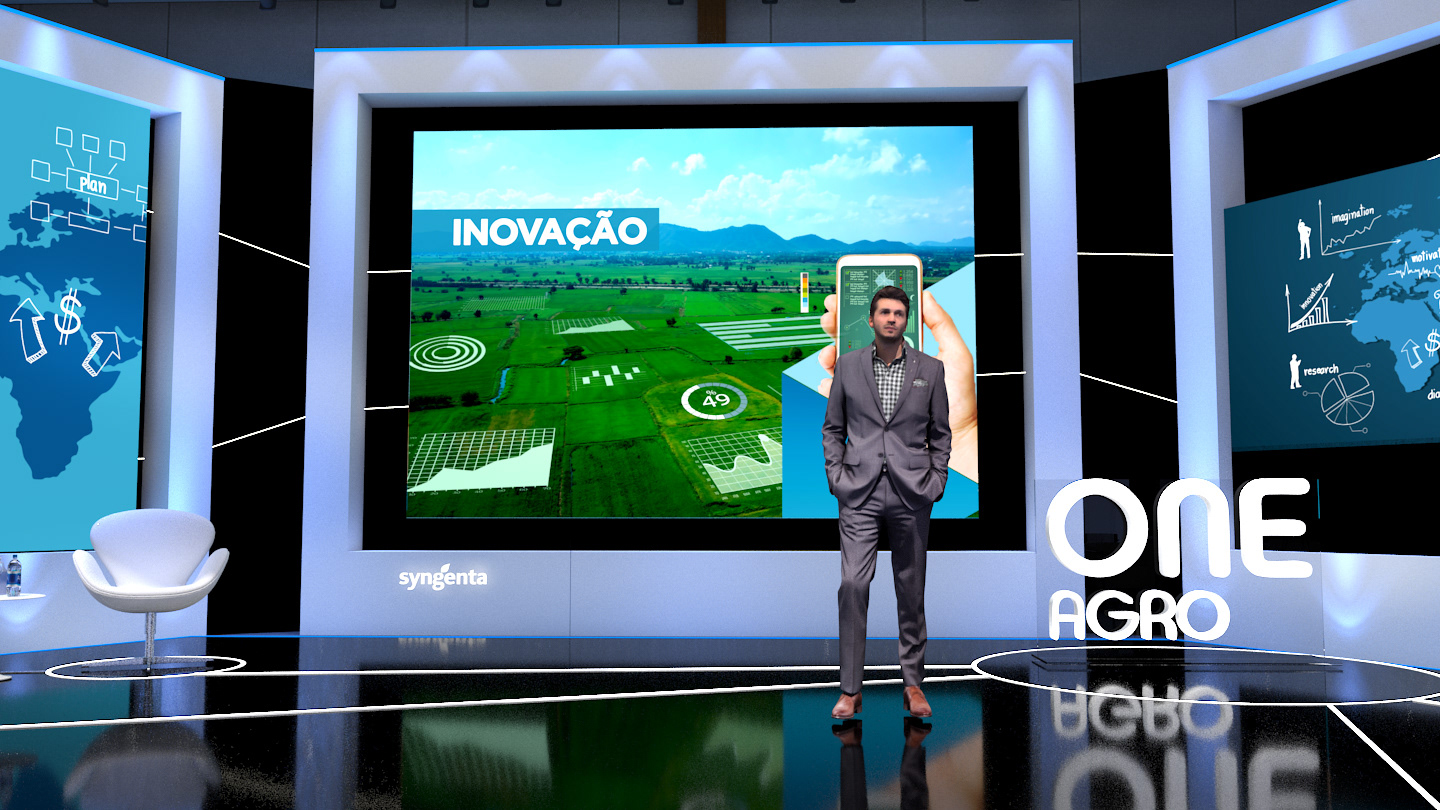 plan
$
INOVAÇÃO
%
49
syngenta
ONE
AGRO
imagination
innovation
research
$